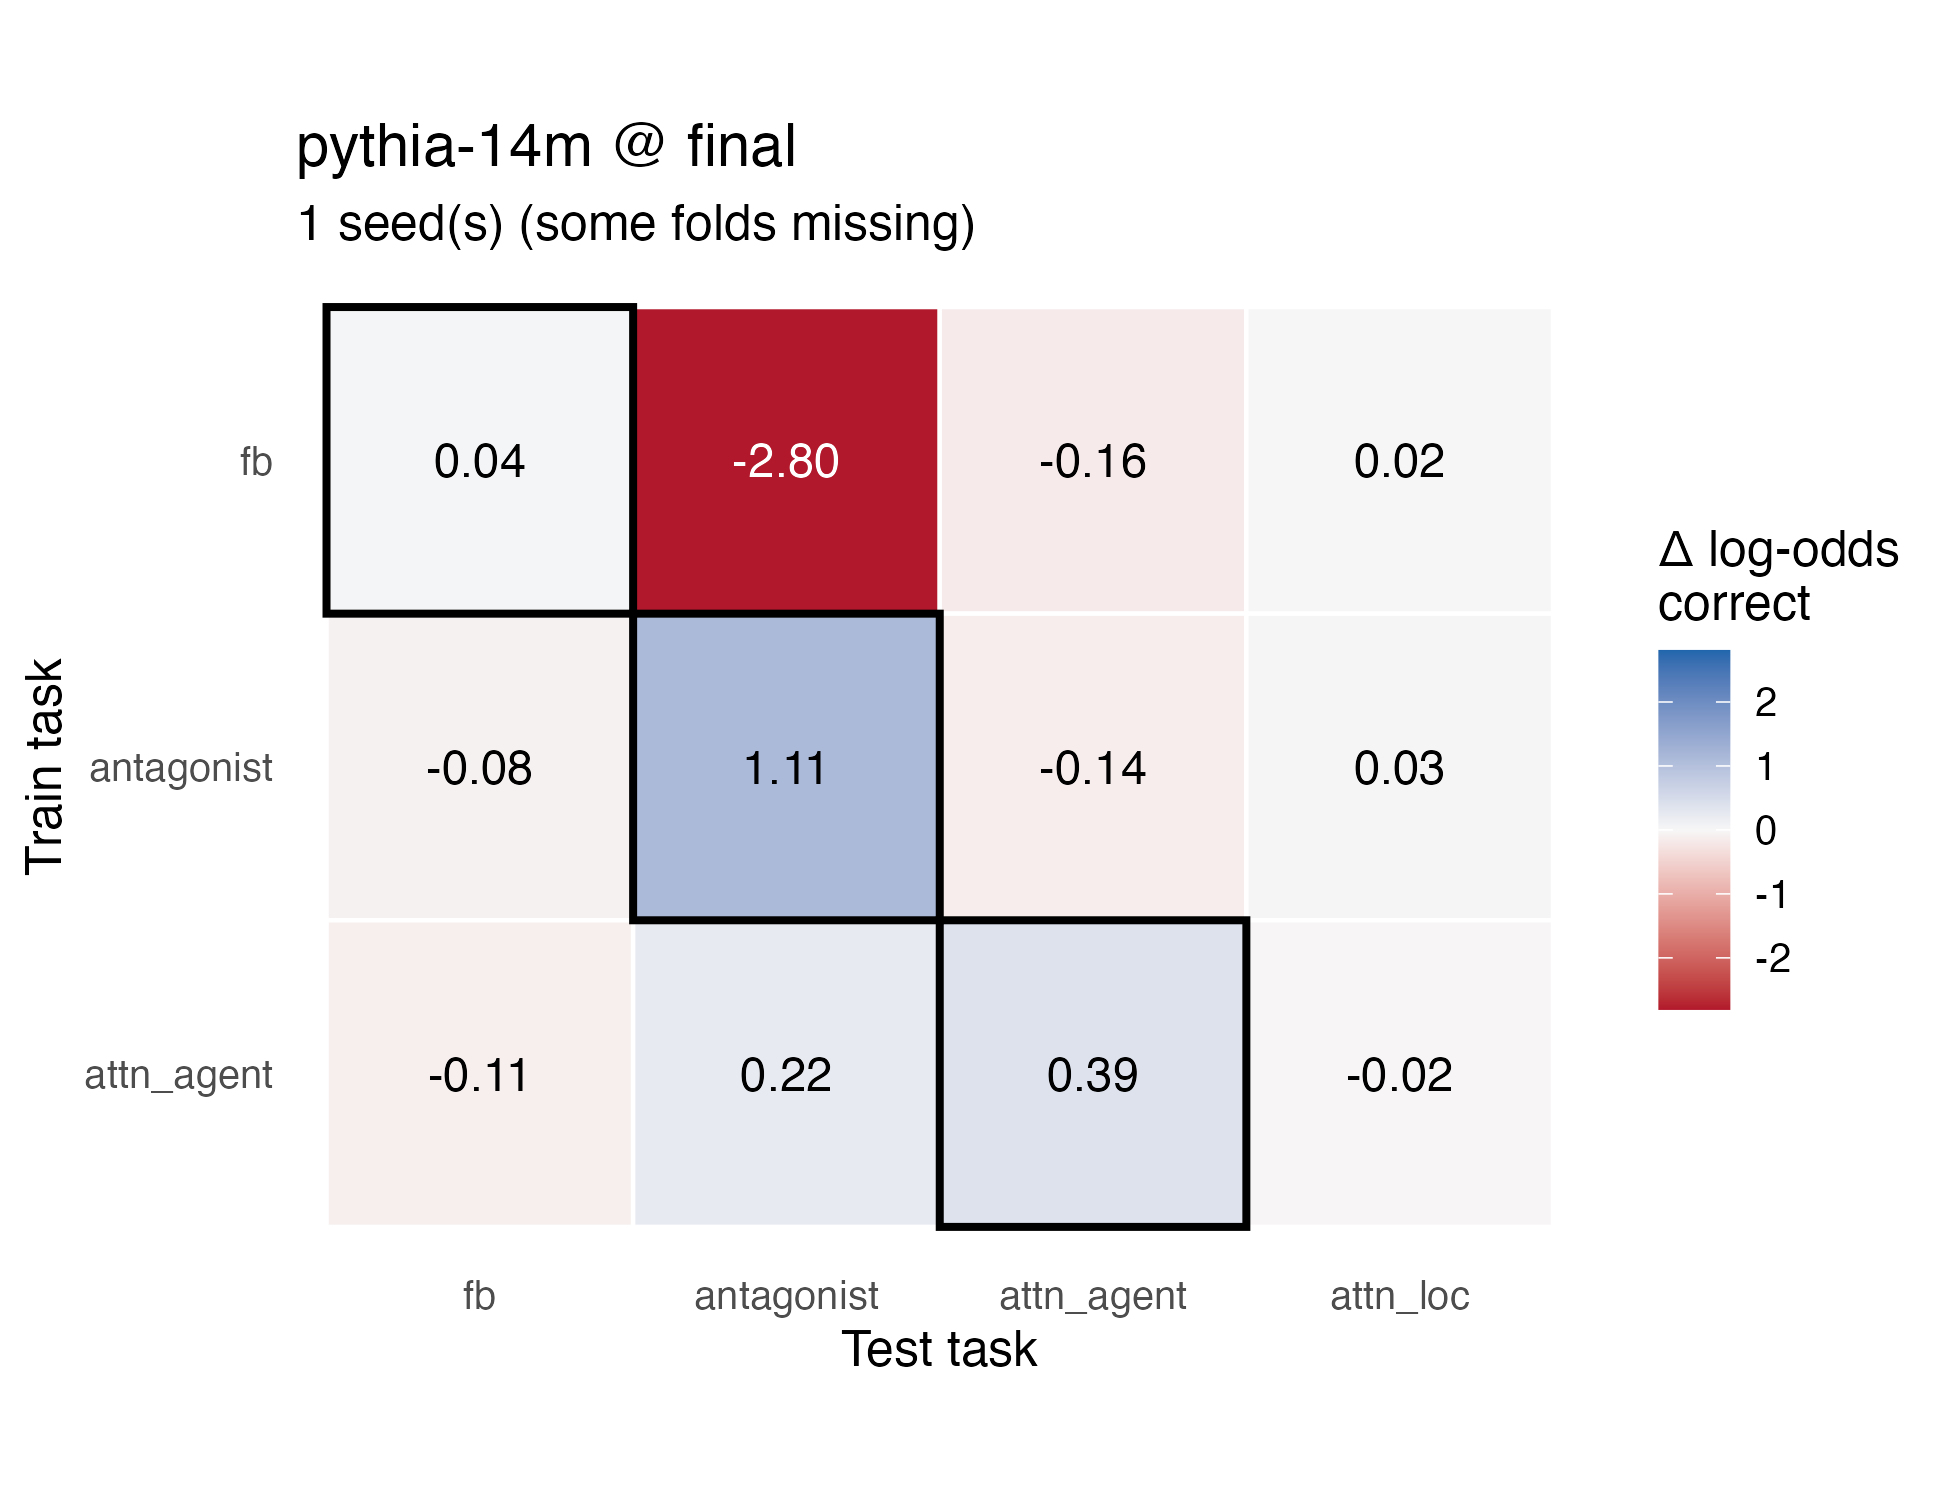 pythia-14m @ final
1 seed(s) (some folds missing)
Train task
fb
0.04
-2.80
-0.16
0.02
antagonist
-0.08
1.11
-0.14
0.03
attn_agent
-0.11
0.22
0.39
-0.02
fb
antagonist
attn_agent
attn_loc
Test task
Δ log-odds
correct
2
1
0
-1
-2